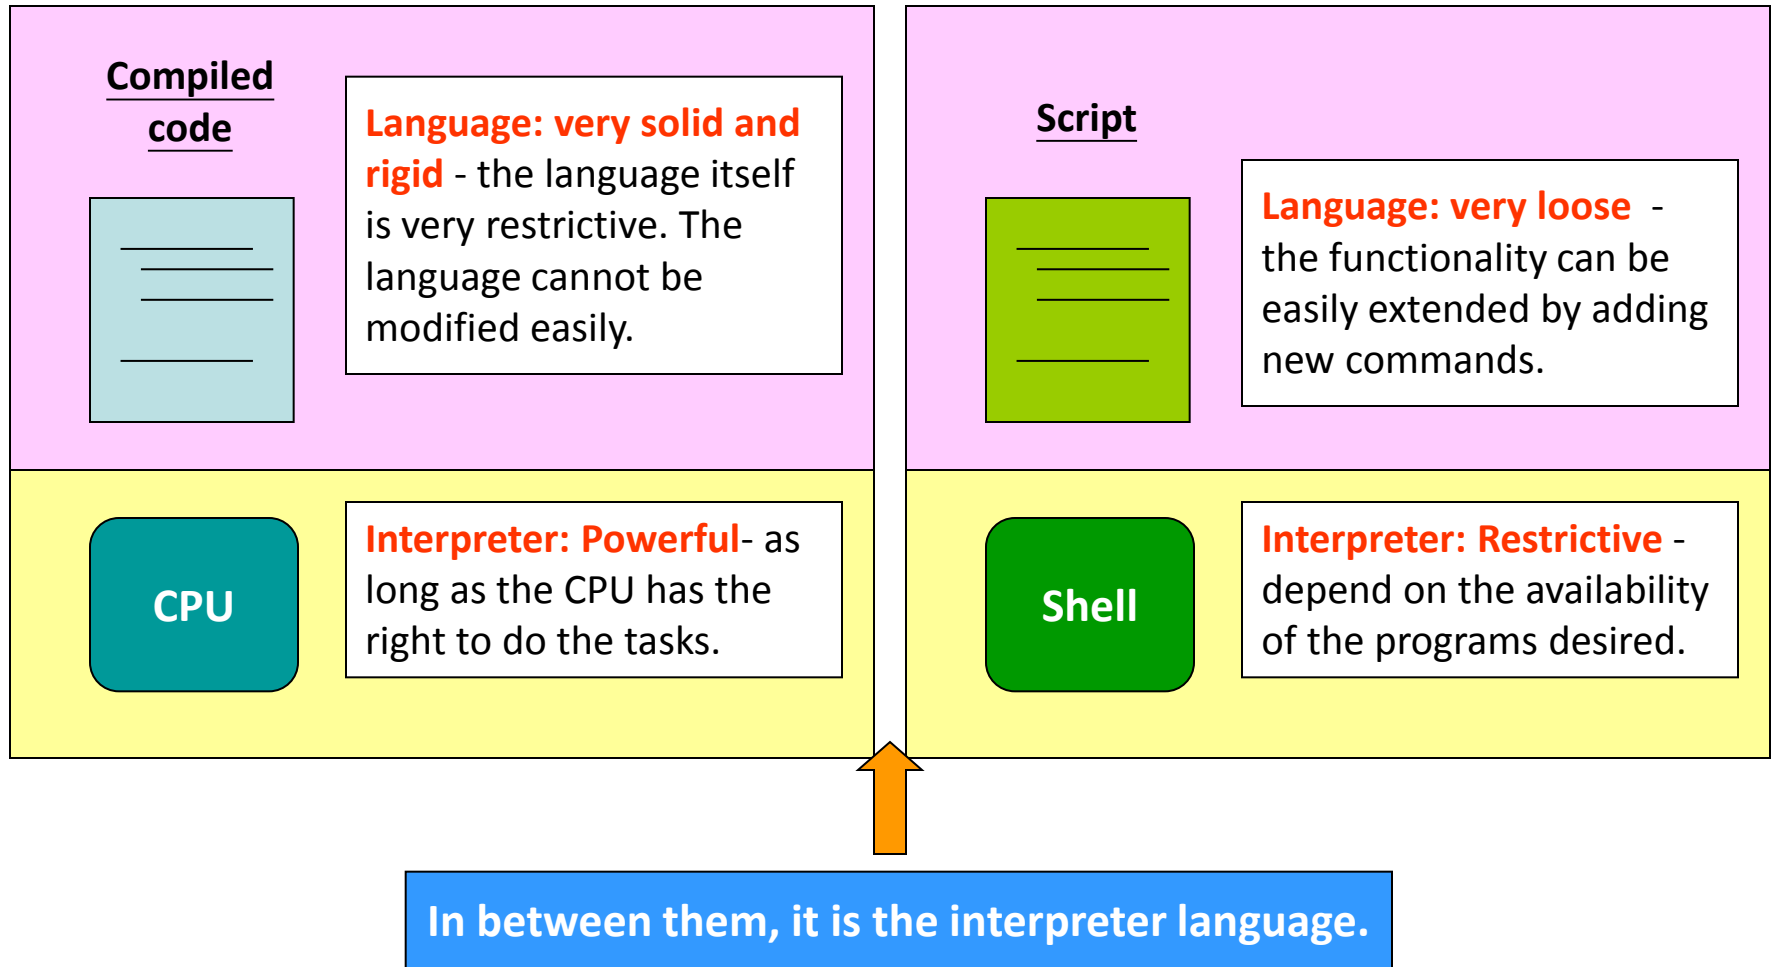 Compiled
code
Language: very solid and
rigid - the language itself
is very restrictive. The
language cannot be
modified easily.
CPU
Interpreter: Powerful- as
long as the CPU has the
right to do the tasks.
Script
Language: very loose -
the functionality can be
easily extended by adding
new commands.
Shell
Interpreter: Restrictive -
depend on the availability
of the programs desired.
In between them, it is the interpreter language.